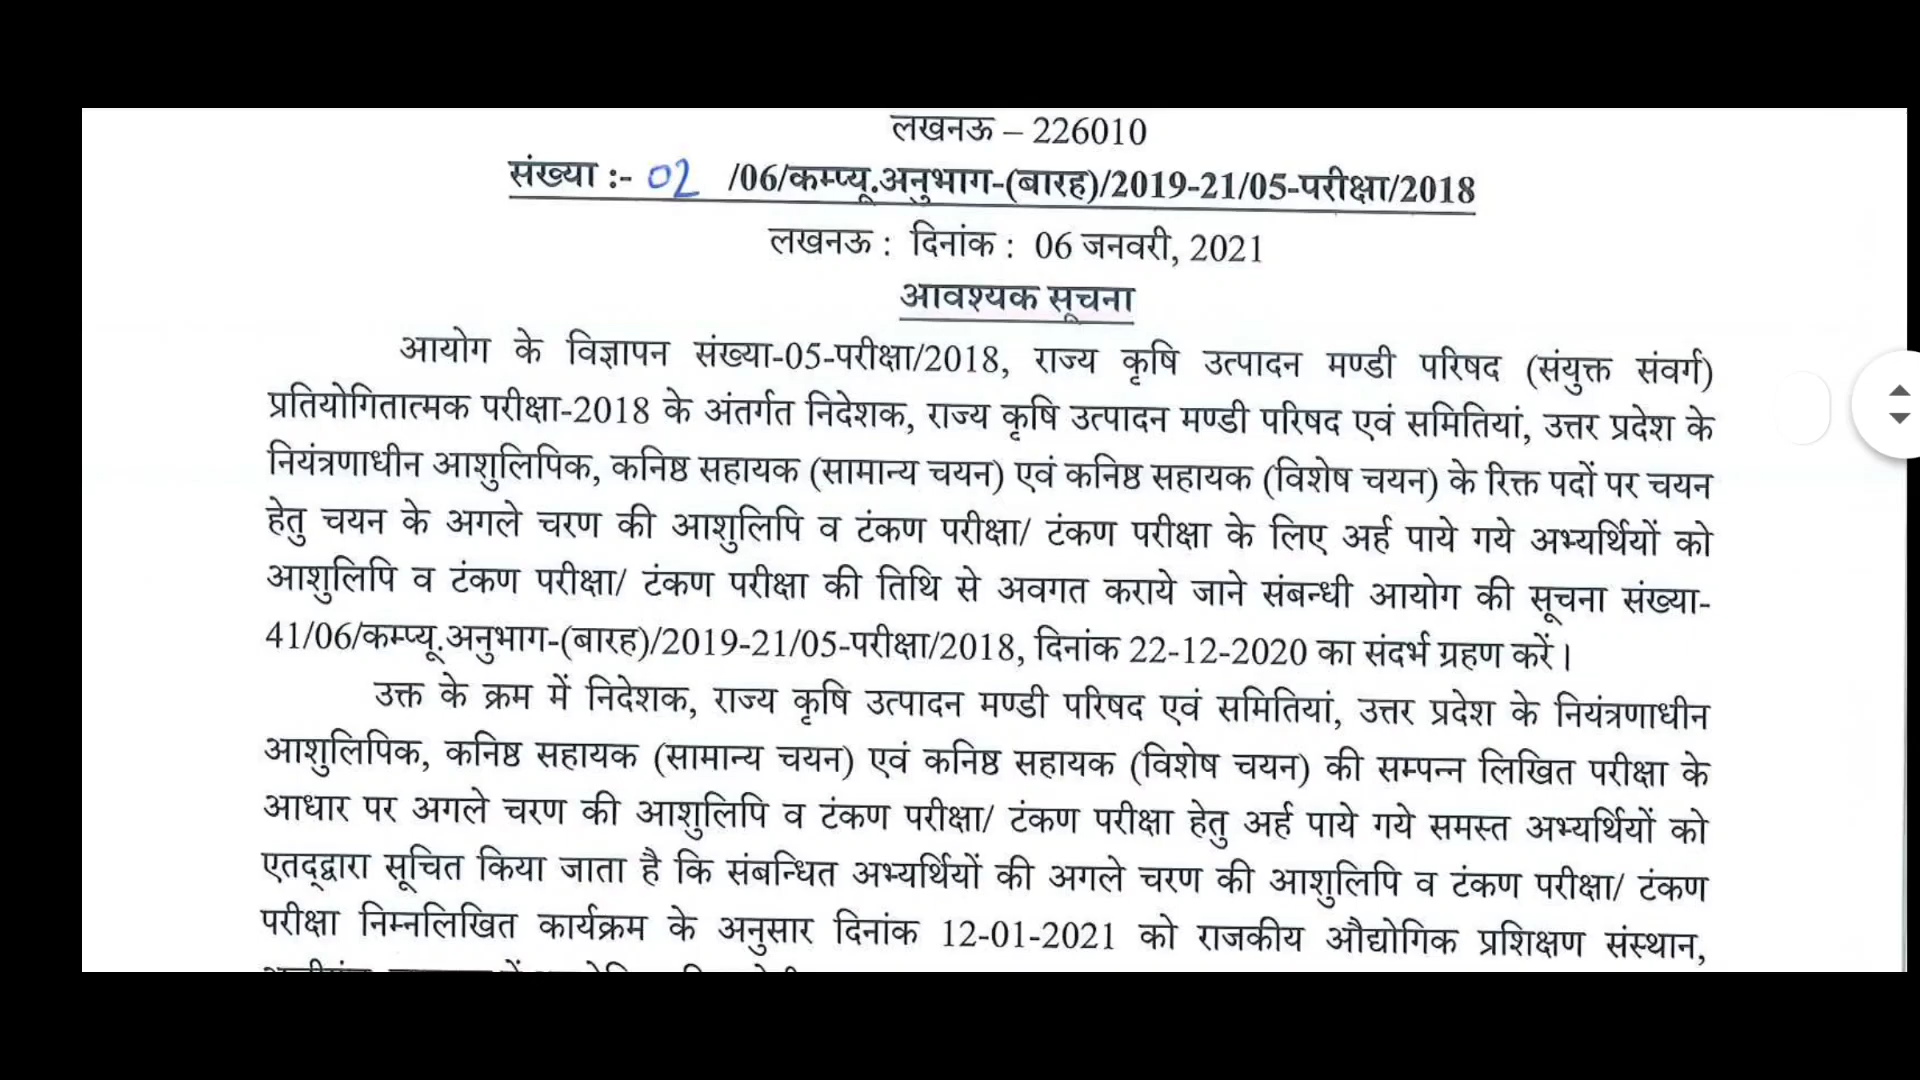 लखनऊ – 226010
संख्या :- 02 /06/कम्प्यू.अनुभाग-(बारह)/2019-21/05-परीक्षा/2018
लखनऊ : दिनांक : 06 जनवरी, 2021
आवश्यक सूचना
आयोग के विज्ञापन संख्या-05-परीक्षा/2018, राज्य कृषि उत्पादन मण्डी परिषद (संयुक्त संवर्ग)
प्रतियोगितात्मक परीक्षा-2018 के अंतर्गत निदेशक, राज्य कृषि उत्पादन मण्डी परिषद एवं समितियां, उत्तर प्रदेश के
नियंत्रणाधीन आशुलिपिक, कनिष्ठ सहायक (सामान्य चयन) एवं कनिष्ठ सहायक (विशेष चयन) के रिक्त पदों पर चयन
हेतु चयन के अगले चरण की आशुलिपि व टंकण परीक्षा/ टंकण परीक्षा के लिए अर्ह पाये गये अभ्यर्थियों को
आशुलिपि व टंकण परीक्षा/ टंकण परीक्षा की तिथि से अवगत कराये जाने संबन्धी आयोग की सूचना संख्या-
41/06/कम्प्यू.अनुभाग-(बारह)/2019-21/05-परीक्षा/2018, दिनांक 22-12-2020 का संदर्भ ग्रहण करें।
उक्त के क्रम में निदेशक, राज्य कृषि उत्पादन मण्डी परिषद एवं समितियां, उत्तर प्रदेश के नियंत्रणाधीन
आशुलिपिक, कनिष्ठ सहायक (सामान्य चयन) एवं कनिष्ठ सहायक (विशेष चयन) की सम्पन्न लिखित परीक्षा के
आधार पर अगले चरण की आशुलिपि व टंकण परीक्षा/ टंकण परीक्षा हेतु अर्ह पाये गये समस्त अभ्यर्थियों को
एतद्द्वारा सूचित किया जाता है कि संबन्धित अभ्यर्थियों की अगले चरण की आशुलिपि व टंकण परीक्षा/ टंकण
परीक्षा निम्नलिखित कार्यक्रम के अनुसार दिनांक 12-01-2021 को राजकीय औद्योगिक प्रशिक्षण संस्थान,